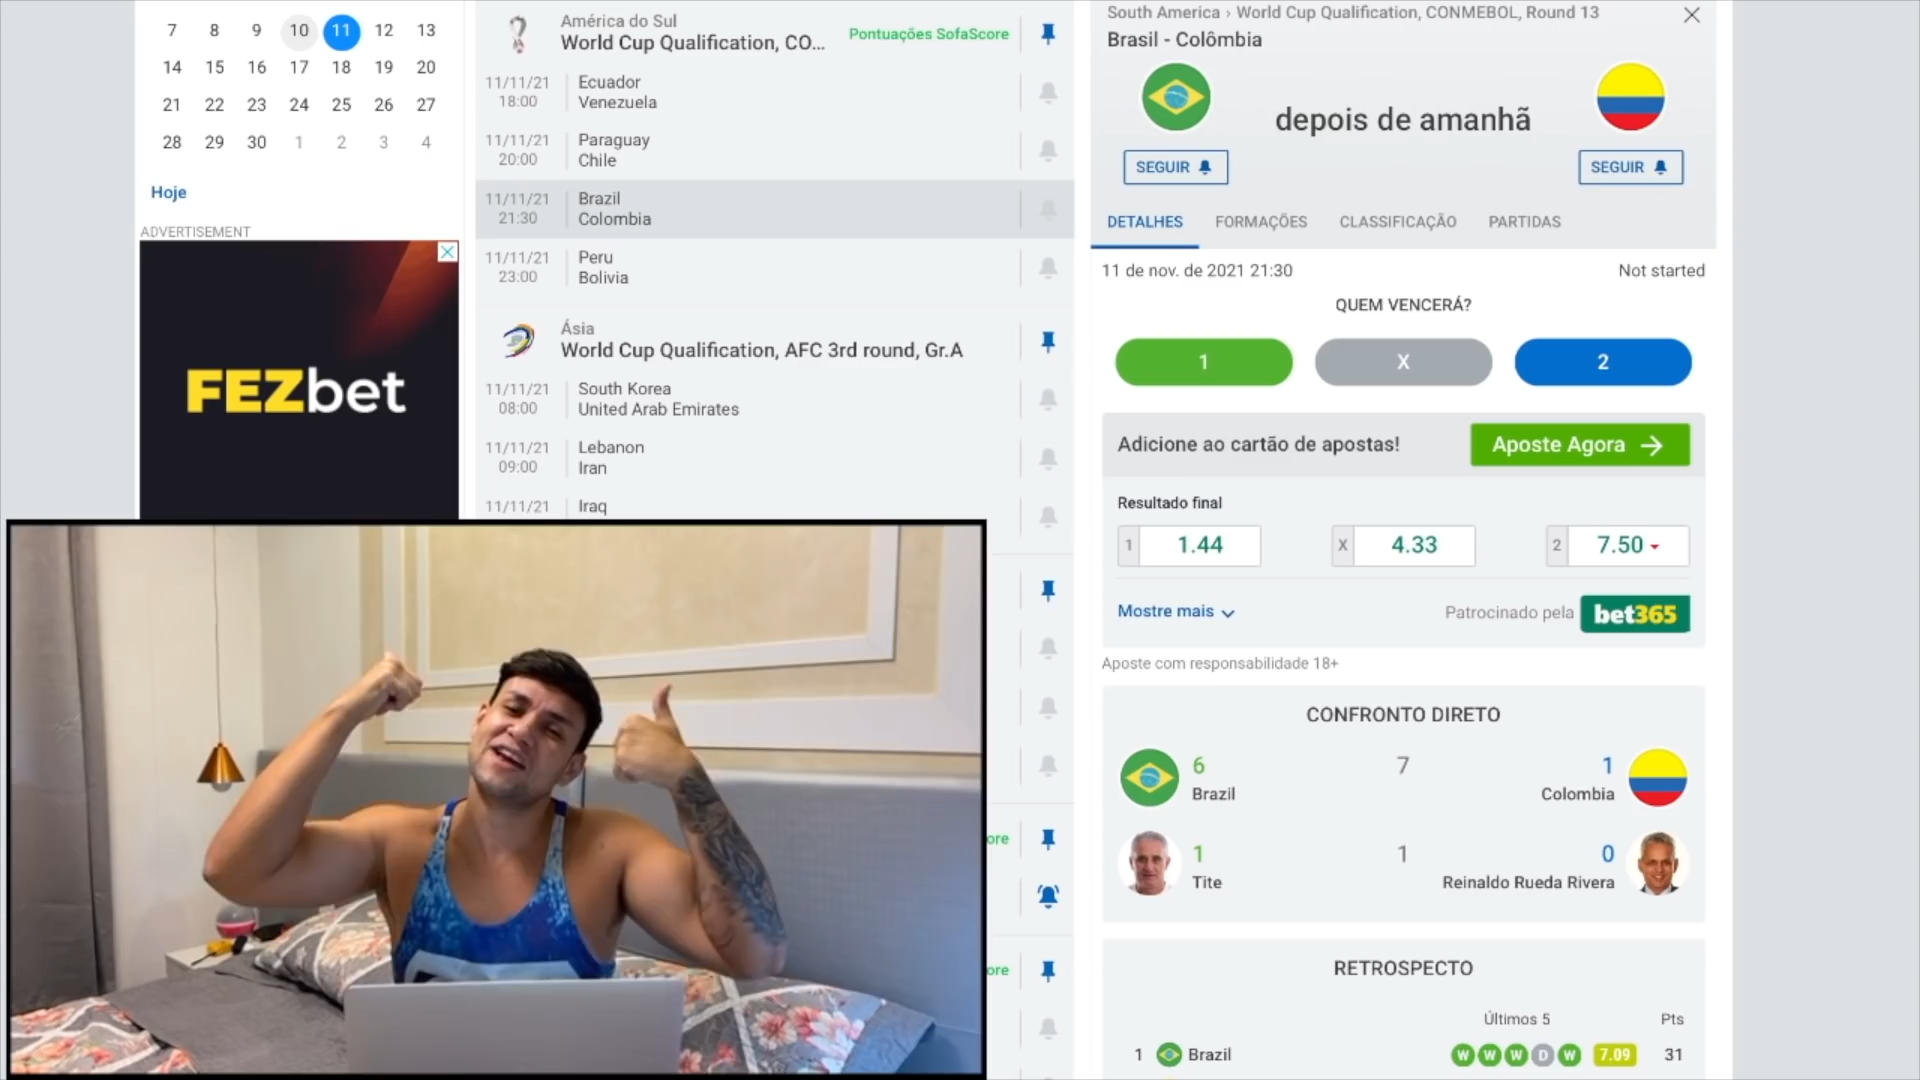 7 8 9 10 11 12 13
14 15 16 17 18 19 20
21 22 23 24 25 26 27
28 29 30 1 2 3 4
Hoje
ADVERTISEMENT
FEZbet
América do Sul
World Cup Qualification, CO...
Pontuações SofaScore
11/11/21
18:00
Ecuador
Venezuela
11/11/21
20:00
Paraguay
Chile
11/11/21
21:30
Brazil
Colombia
11/11/21
23:00
Peru
Bolivia
Ásia
World Cup Qualification, AFC 3rd round, Gr.A
11/11/21
08:00
South Korea
United Arab Emirates
11/11/21
09:00
Lebanon
Iran
11/11/21
Iraq
ore
ore
South America › World Cup Qualification, CONMEBOL, Round 13
Brasil - Colômbia
depois de amanhã
SEGUIR
SEGUIR
DETALHES FORMAÇÕES CLASSIFICAÇÃO PARTIDAS
11 de nov. de 2021 21:30 Not started
QUEM VENCERÁ?
1 X 2
Adicione ao cartão de apostas! Aposte Agora →
Resultado final
1 1.44 X 4.33 2 7.50
Mostre mais Patrocinado pela bet365
Aposte com responsabilidade 18+
CONFRONTO DIRETO
6 7 1
Brazil Colombia
1 1 0
Tite Reinaldo Rueda Rivera
RETROSPECTO
Últimos 5 Pts
1 Brazil W W W D W 7.09 31